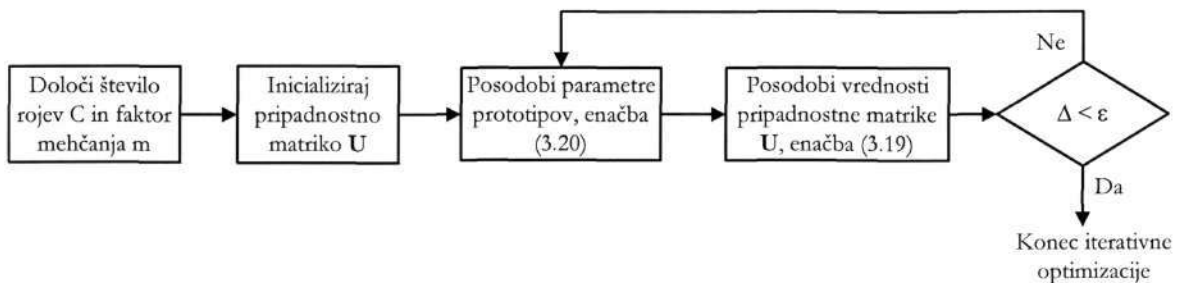 Določi število
rojev C in faktor
mehčanja m
Inicializiraj
pripadnostno
matriko U
Posodobi parametre
prototipov, enačba
(3.20)
Posodobi vrednosti
pripadnostne matrike
U, enačba (3.19)
Δ < ε
Ne
Da
Konec iterativne
optimizacije